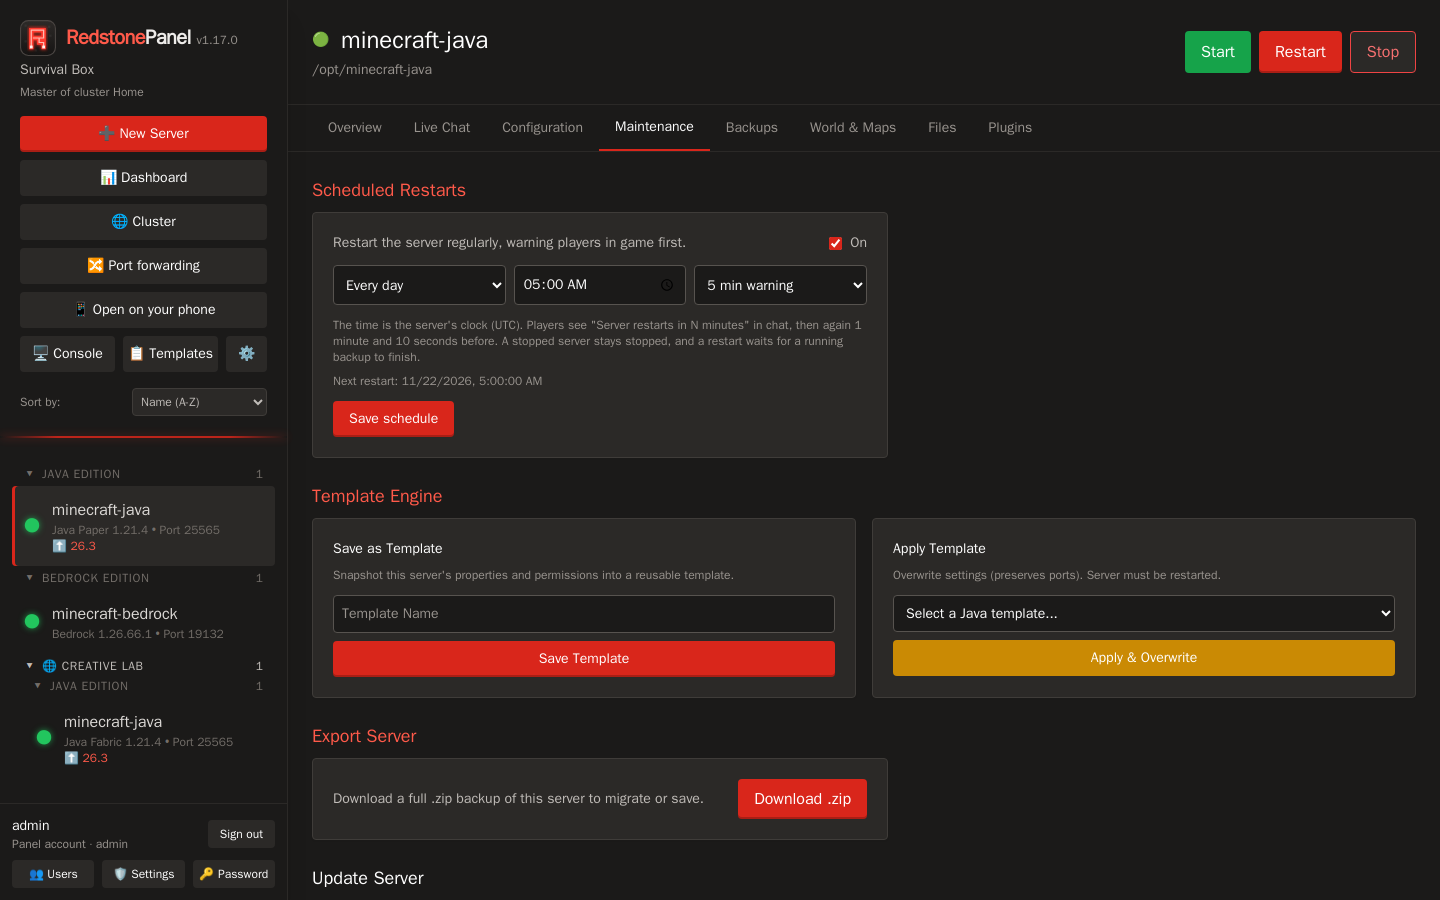 RedstonePanel v1.17.0
Survival Box
Master of cluster Home
New Server
Dashboard
Cluster
Port forwarding
Open on your phone
Console
Templates
Sort by:
Name (A-Z)
JAVA EDITION 1
minecraft-java
Java Paper 1.21.4 • Port 25565
26.3
BEDROCK EDITION 1
minecraft-bedrock
Bedrock 1.26.66.1 • Port 19132
CREATIVE LAB 1
JAVA EDITION 1
minecraft-java
Java Fabric 1.21.4 • Port 25565
26.3
admin
Panel account · admin
Sign out
Users
Settings
Password
minecraft-java
/opt/minecraft-java
Start
Restart
Stop
Overview
Live Chat
Configuration
Maintenance
Backups
World & Maps
Files
Plugins
Scheduled Restarts
Restart the server regularly, warning players in game first.
On
Every day
05:00 AM
5 min warning
The time is the server's clock (UTC). Players see "Server restarts in N minutes" in chat, then again 1
minute and 10 seconds before. A stopped server stays stopped, and a restart waits for a running
backup to finish.
Next restart: 11/22/2026, 5:00:00 AM
Save schedule
Template Engine
Save as Template
Snapshot this server's properties and permissions into a reusable template.
Template Name
Save Template
Apply Template
Overwrite settings (preserves ports). Server must be restarted.
Select a Java template...
Apply & Overwrite
Export Server
Download a full .zip backup of this server to migrate or save.
Download .zip
Update Server